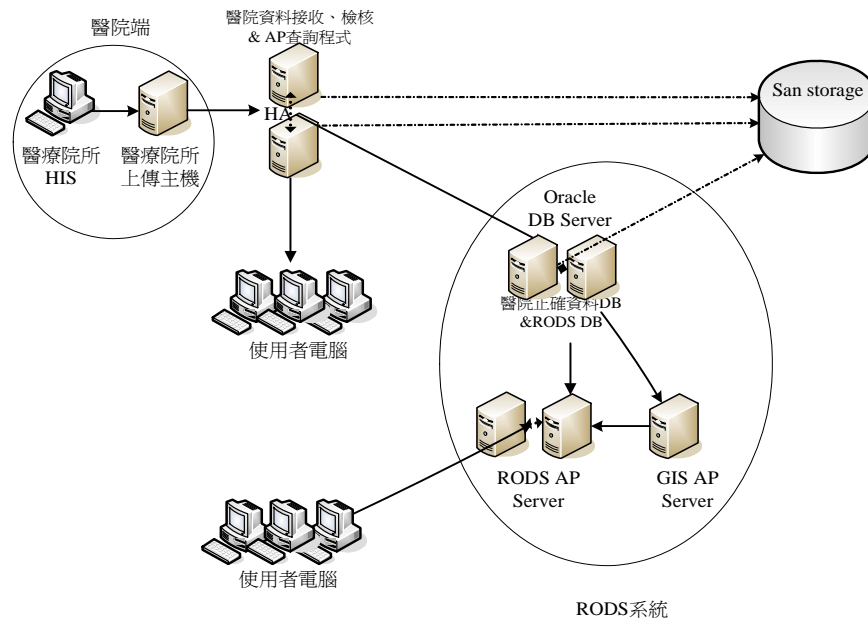 醫院端
醫院資料接收、檢核
& AP查詢程式
HA
San storage
醫療院所
HIS
醫療院所
上傳主機
Oracle
DB Server
醫院正確資料DB
&RODS DB
使用者電腦
RODS AP
Server
GIS AP
Server
使用者電腦
RODS系統